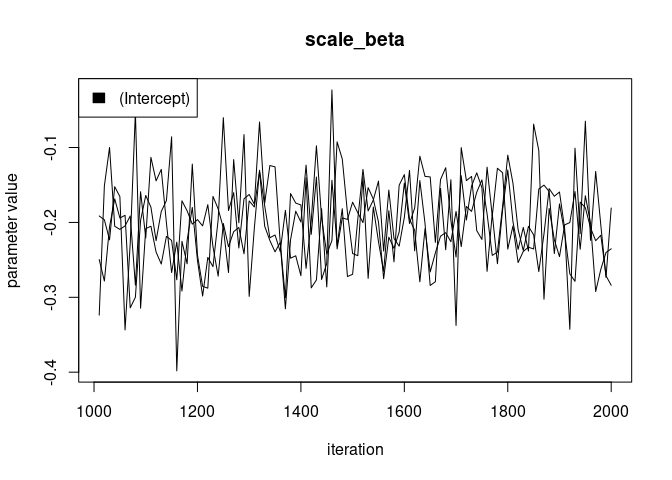 scale_beta
(Intercept)
parameter value
-0.1
-0.2
-0.3
-0.4
1000 1200 1400 1600 1800 2000
iteration